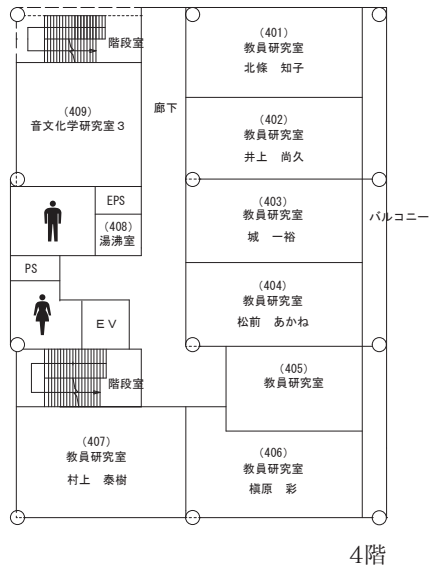 階段室
(401)
教員研究室
北條 知子
(409)
音文化学研究室3
廊下
(402)
教員研究室
井上 尚久
EPS
(408)
湯沸室
(403)
教員研究室
城 一裕
バルコニー
PS
EV
(404)
教員研究室
松前 あかね
階段室
(405)
教員研究室
(407)
教員研究室
村上 泰樹
(406)
教員研究室
槇原 彩
4階